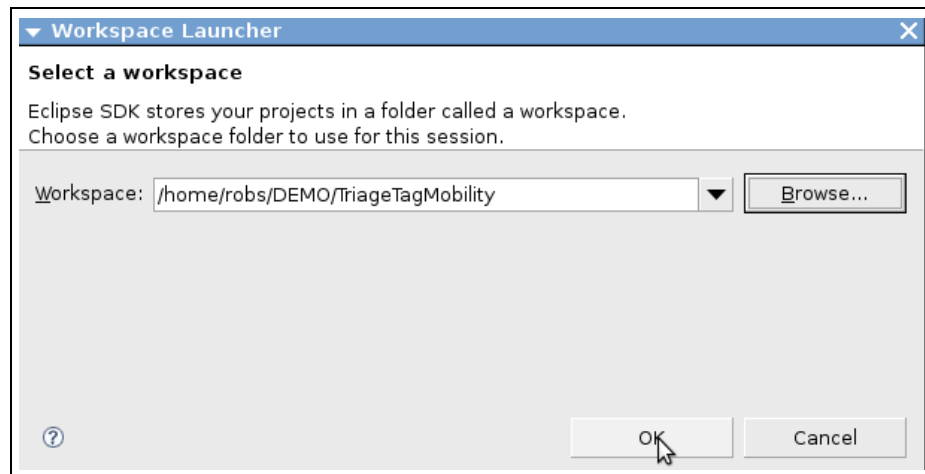 Workspace Launcher
Select a workspace
Eclipse SDK stores your projects in a folder called a workspace.
Choose a workspace folder to use for this session.
Workspace: /home/robs/DEMO/TriageTagMobility Browse...
? OK Cancel